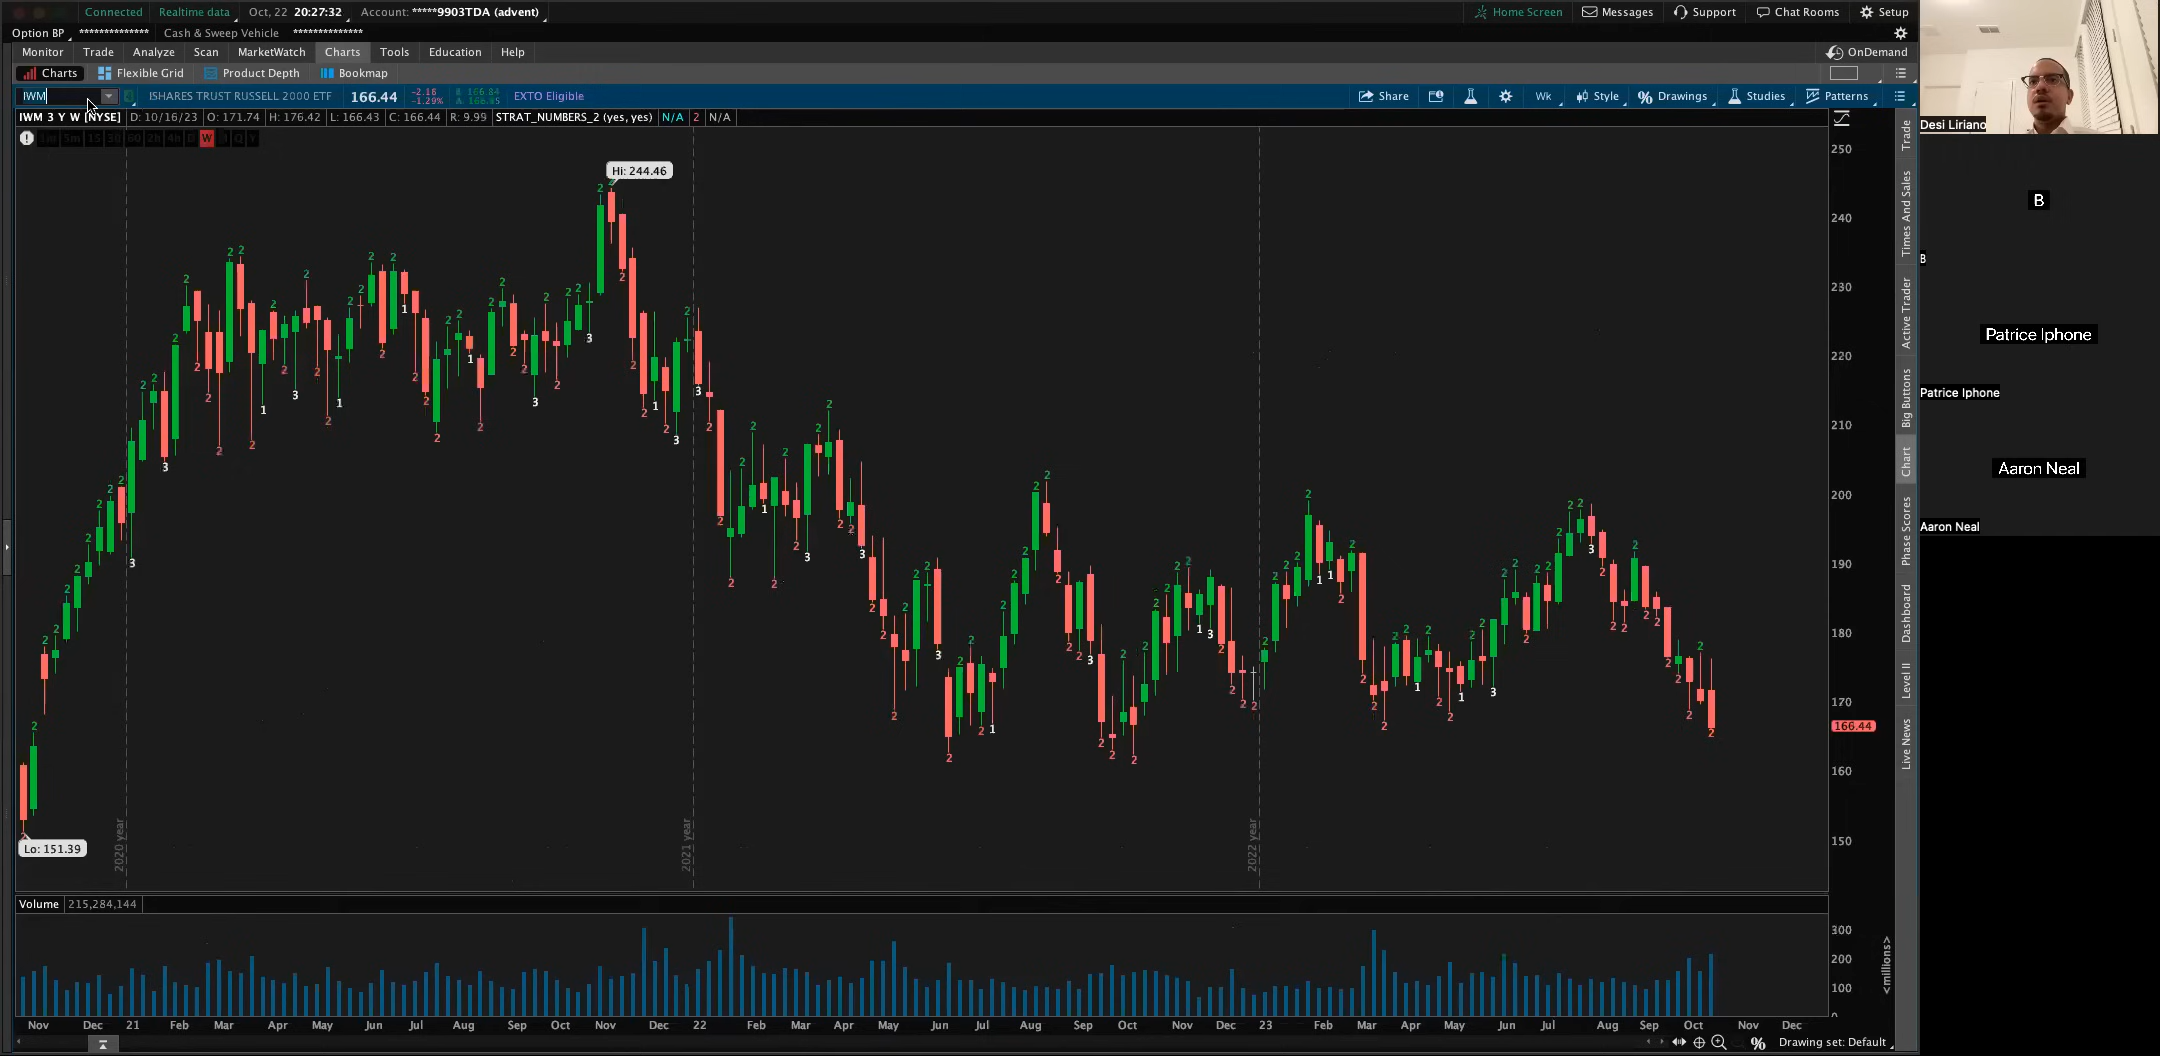 Connected Realtime data Oct, 22 20:27:32 Account: *****9903TDA (advent) Home Screen Messages Support Chat Rooms Setup
Option BP ************** Cash & Sweep Vehicle **************
Monitor Trade Analyze Scan MarketWatch Charts Tools Education Help OnDemand
Charts Flexible Grid Product Depth Bookmap
IWM ISHARES TRUST RUSSELL 2000 ETF 166.44 -2.18 -1.29% EXTO Eligible Share Wk Style Drawings Studies Patterns
IWM 3 Y W [NYSE] D: 10/16/23 O: 171.74 H: 176.42 L: 166.43 C: 166.44 R: 9.99 STRAT_NUMBERS_2 (yes, yes) N/A 2 N/A
W
Hi: 244.46
Lo: 151.39
2020 year
2021 year
2022 year
250
240
230
220
210
200
190
180
170
166.44
160
150
Volume 215,284,144
300
200
100
<millions>
Nov Dec 21 Feb Mar Apr May Jun Jul Aug Sep Oct Nov Dec 22 Feb Mar Apr May Jun Jul Aug Sep Oct Nov Dec 23 Feb Mar Apr May Jun Jul Aug Sep Oct Nov Dec
Drawing set: Default
Trade
Times And Sales
Active Trader
Big Buttons
Chart
Phase Scores
Dashboard
Level II
Live News
Desi Liriano
B
B
Patrice Iphone
Patrice Iphone
Aaron Neal
Aaron Neal